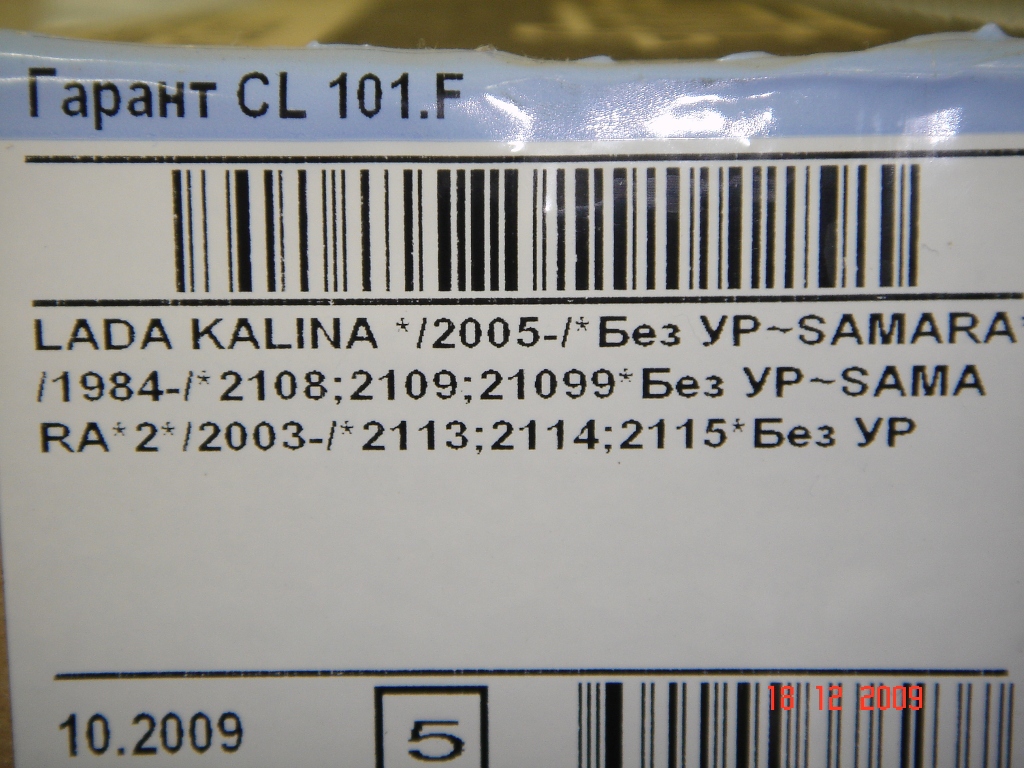 Гарант CL 101.F
LADA KALINA */2005-/*Без УР~SAMARA*
/1984-/*2108;2109;21099*Без УР~SAMA
RA*2*/2003-/*2113;2114;2115*Без УР
10.2009
5
18 12 2009